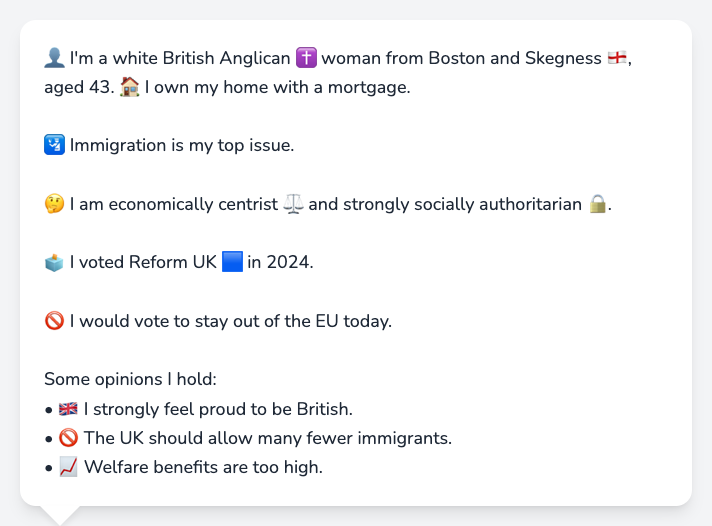 👤 I'm a white British Anglican ✝️ woman from Boston and Skegness 🏴󠁧󠁢󠁥󠁮󠁧󠁿,
aged 43. 🏠 I own my home with a mortgage.
🛂 Immigration is my top issue.
🤔 I am economically centrist ⚖️ and strongly socially authoritarian 🔒.
🗳️ I voted Reform UK 🟦 in 2024.
🚫 I would vote to stay out of the EU today.
Some opinions I hold:
• 🇬🇧 I strongly feel proud to be British.
• 🚫 The UK should allow many fewer immigrants.
• 📈 Welfare benefits are too high.